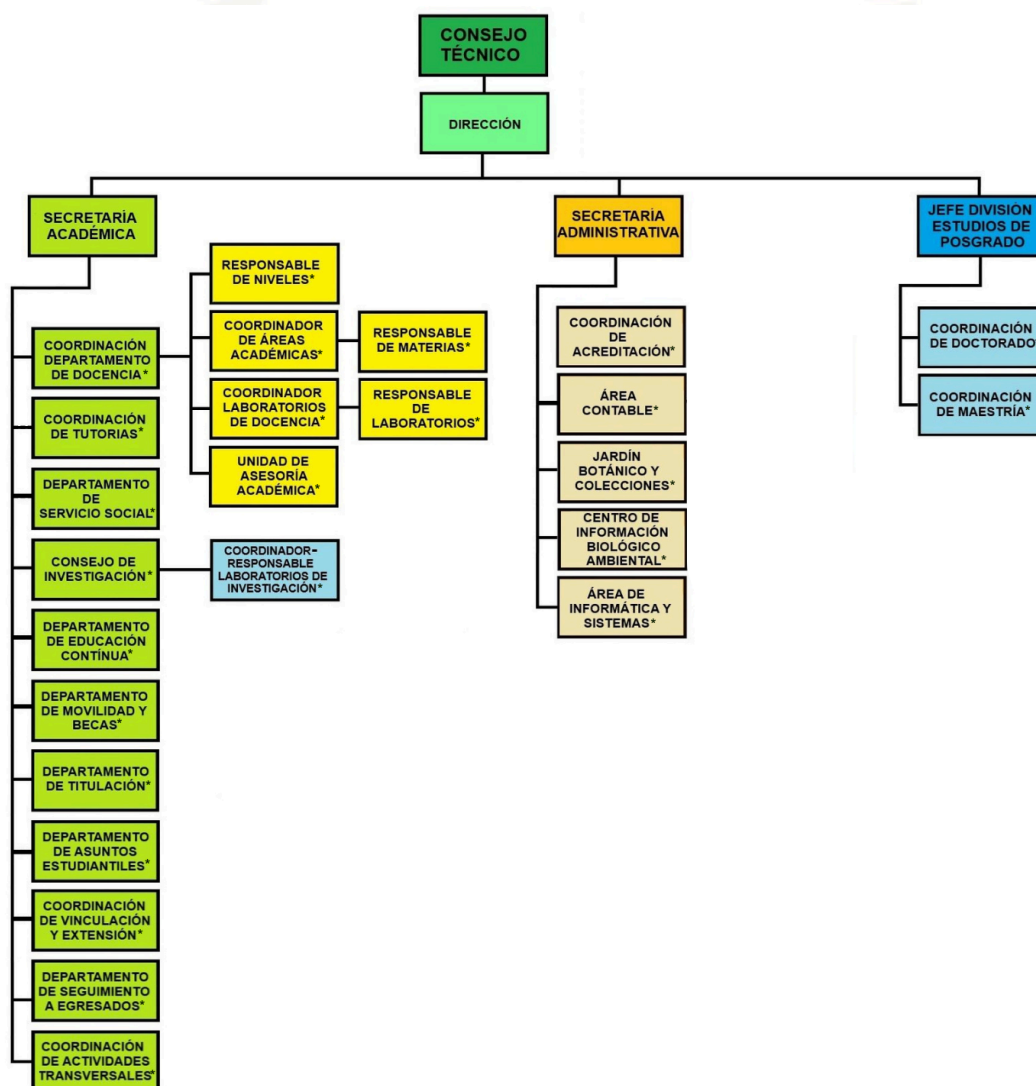 CONSEJO
TÉCNICO
DIRECCIÓN
SECRETARÍA
ACADÉMICA
COORDINACIÓN
DEPARTAMENTO
DE DOCENCIA*
RESPONSABLE
DE NIVELES*
COORDINADOR
DE ÁREAS
ACADÉMICAS*
RESPONSABLE
DE MATERIAS*
COORDINADOR
LABORATORIOS
DE DOCENCIA*
RESPONSABLE
DE
LABORATORIOS*
UNIDAD DE
ASESORÍA
ACADÉMICA*
COORDINACIÓN
DE TUTORIAS*
DEPARTAMENTO
DE
SERVICIO SOCIAL*
CONSEJO DE
INVESTIGACIÓN*
COORDINADOR-
RESPONSABLE
LABORATORIOS DE
INVESTIGACIÓN*
DEPARTAMENTO
DE EDUCACIÓN
CONTÍNUA*
DEPARTAMENTO
DE MOVILIDAD Y
BECAS*
DEPARTAMENTO
DE TITULACIÓN*
DEPARTAMENTO
DE ASUNTOS
ESTUDIANTILES*
COORDINACIÓN
DE VINCULACIÓN
Y EXTENSIÓN*
DEPARTAMENTO
DE SEGUIMIENTO
A EGRESADOS*
COORDINACIÓN
DE ACTIVIDADES
TRANSVERSALES*
SECRETARÍA
ADMINISTRATIVA
COORDINACIÓN
DE
ACREDITACIÓN*
ÁREA
CONTABLE*
JARDÍN
BOTÁNICO Y
COLECCIONES*
CENTRO DE
INFORMACIÓN
BIOLÓGICO
AMBIENTAL*
ÁREA DE
INFORMÁTICA Y
SISTEMAS*
JEFE DIVISIÓN
ESTUDIOS DE
POSGRADO
COORDINACIÓN
DE DOCTORADO*
COORDINACIÓN
DE MAESTRÍA*